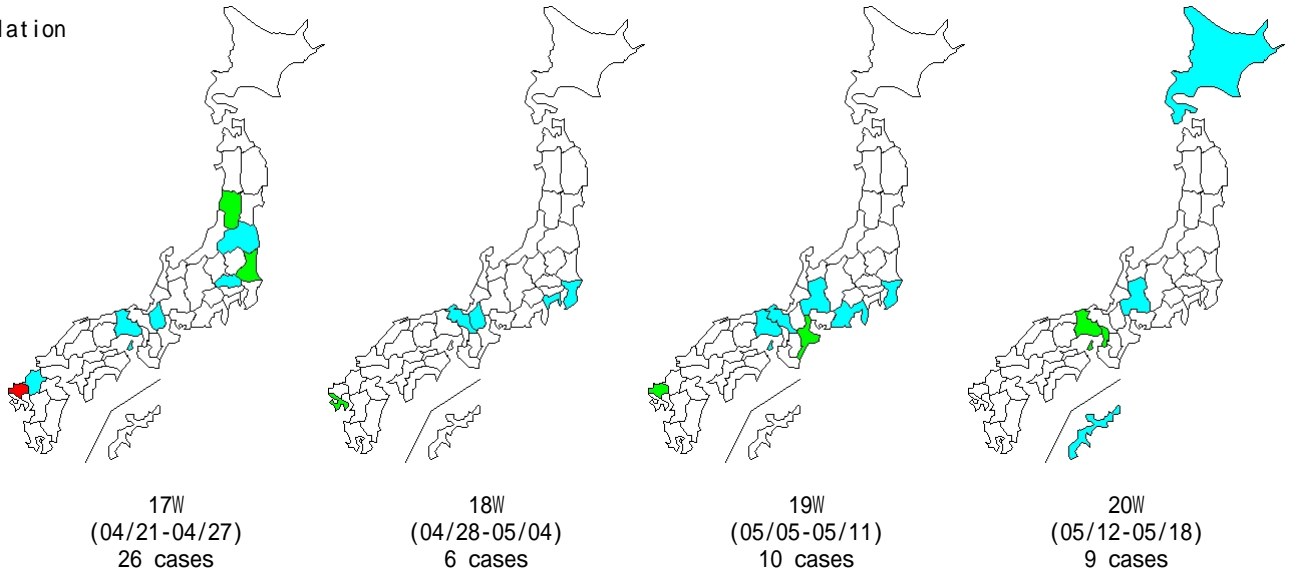 lation
17W
(04/21-04/27)
26 cases
18W
(04/28-05/04)
6 cases
19W
(05/05-05/11)
10 cases
20W
(05/12-05/18)
9 cases